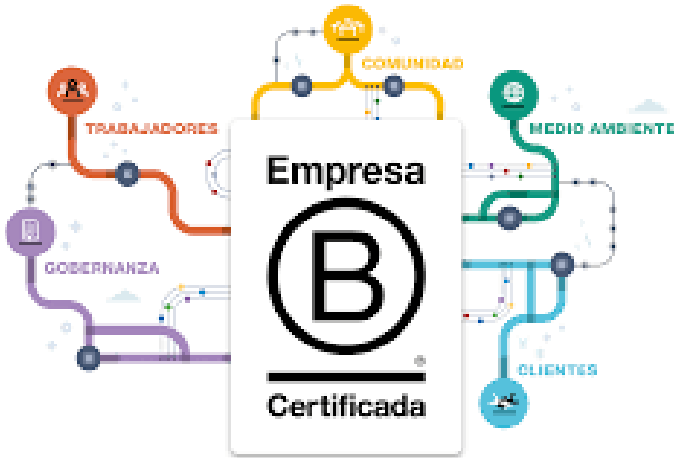 COMUNIDAD
TRABAJADORES
MEDIO AMBIENTE
GOBERNANZA
CLIENTES
Empresa
B
®
Certificada